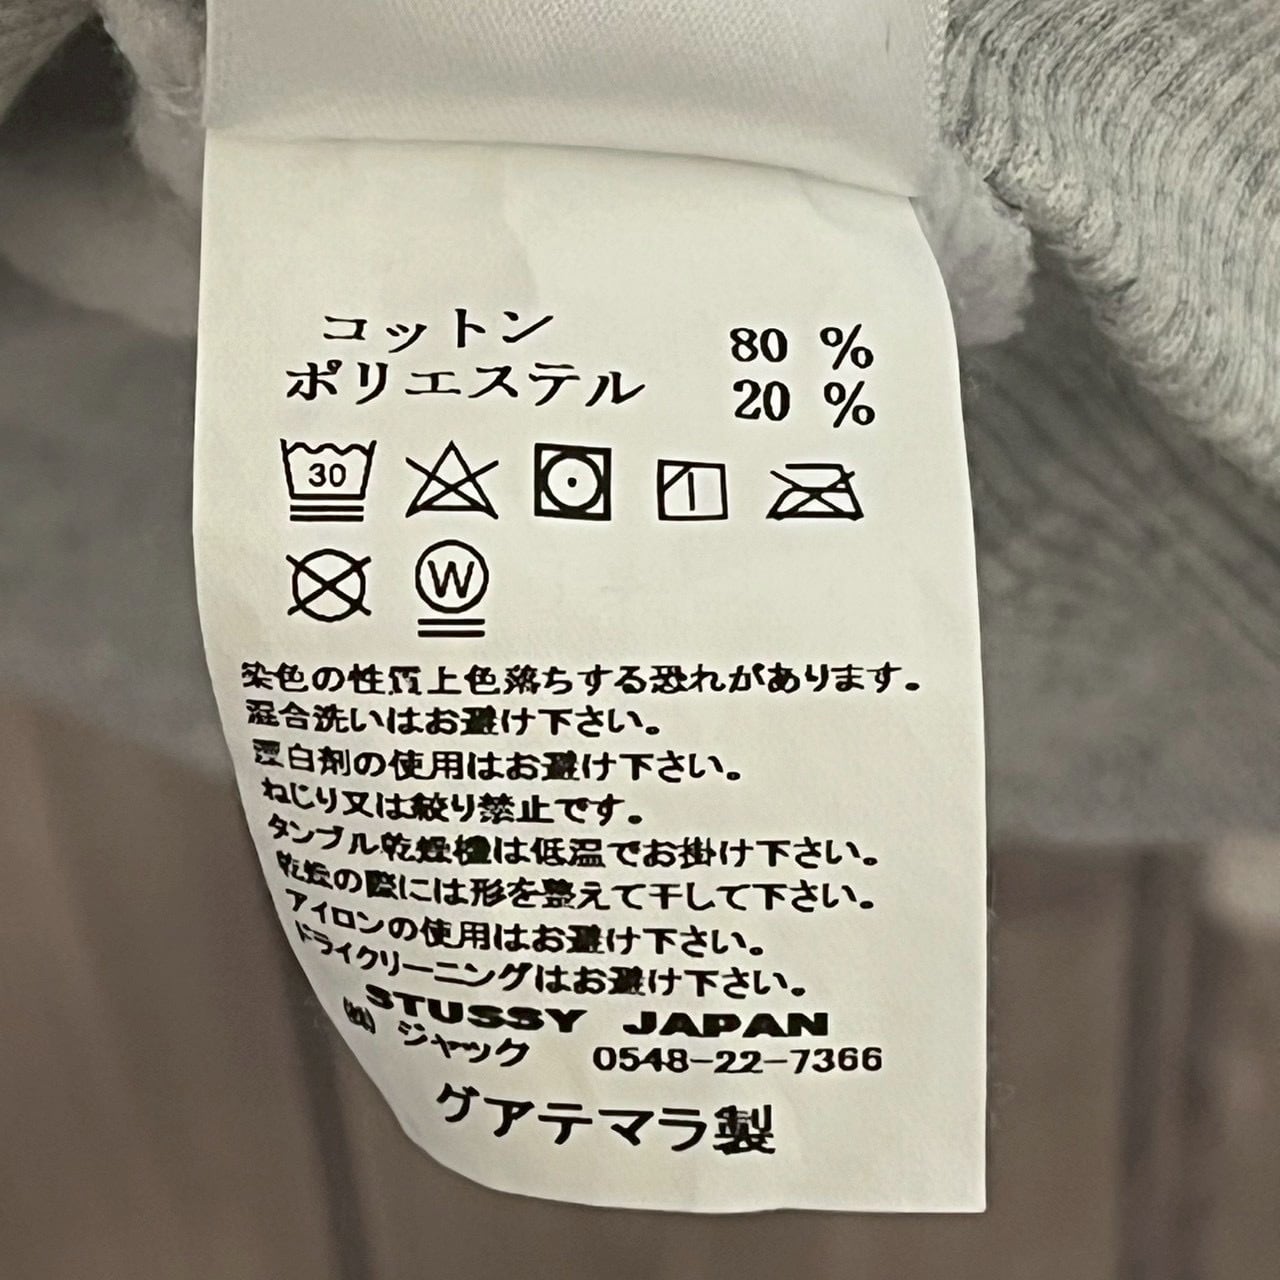 コットン 80 %
ポリエステル 20 %
30
W
染色の性質上色落ちする恐れがあります。
混合洗いはお避け下さい。
漂白剤の使用はお避け下さい。
ねじり又は絞り禁止です。
タンブル乾燥機は低温でお掛け下さい。
乾燥の際には形を整えて干して下さい。
アイロンの使用はお避け下さい。
ドライクリーニングはお避け下さい。
STUSSY JAPAN
(株) ジャック 0548-22-7366
グアテマラ製